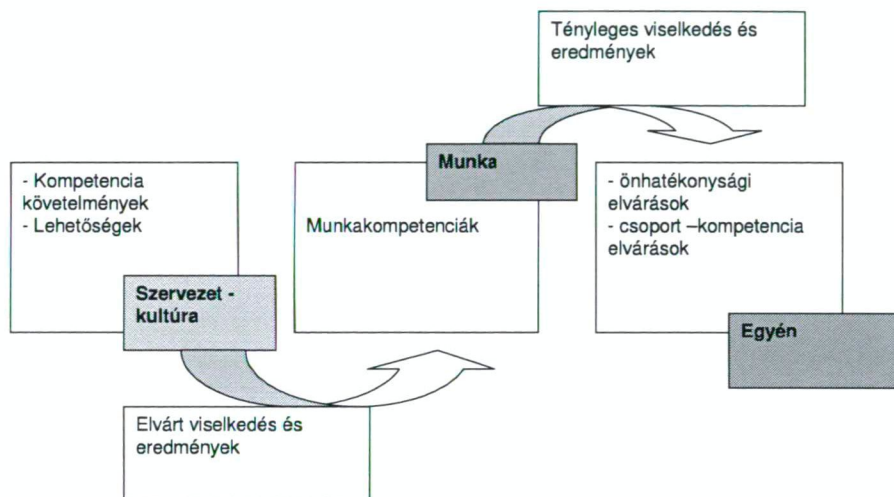 Tényleges viselkedés és
eredmények
Munka
- Kompetencia
követelmények
- Lehetőségek
Munkakompetenciák
- önhatékonysági
elvárások
- csoport –kompetencia
elvárások
Szervezet -
kultúra
Egyén
Elvárt viselkedés és
eredmények